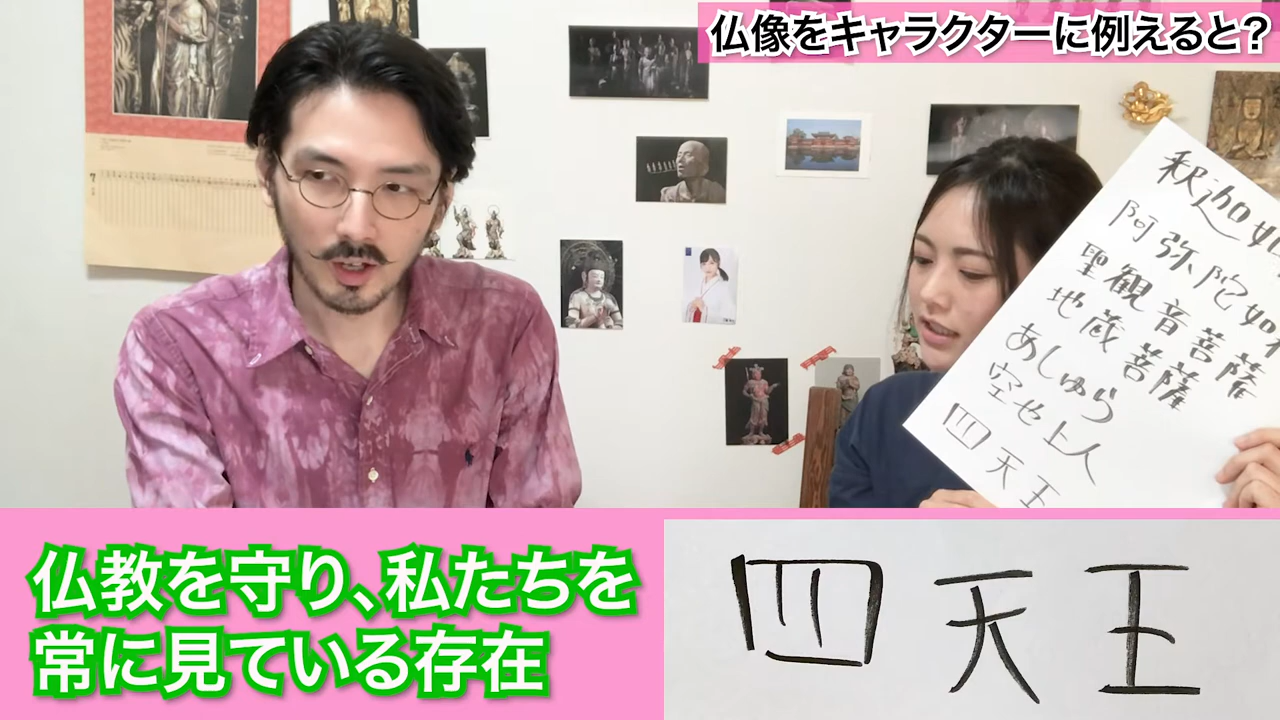 仏像をキャラクターに例えると?
釈迦如
阿弥陀如
聖観音菩薩
地蔵菩薩
あしゅら
空也上人
四天王
仏教を守り、私たちを
常に見ている存在
四天王